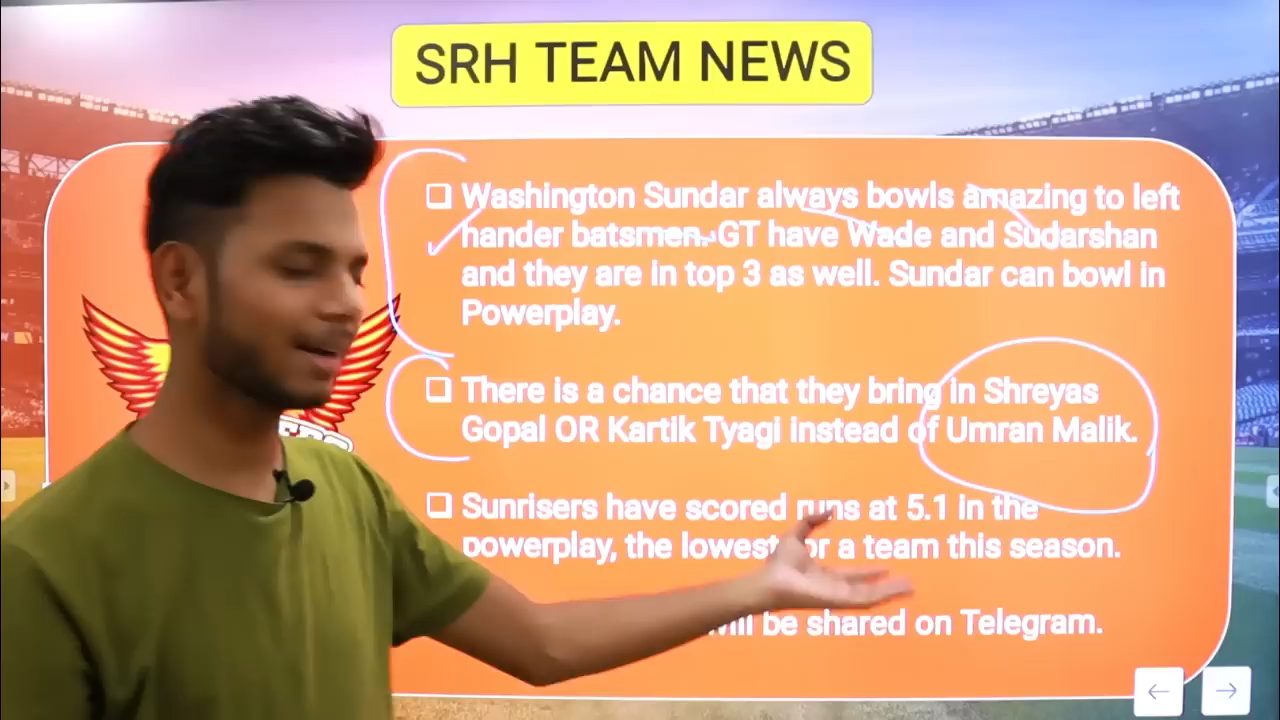 SRH TEAM NEWS
❑ Washington Sundar always bowls amazing to left
hander batsmen. GT have Wade and Sudarshan
and they are in top 3 as well. Sundar can bowl in
Powerplay.
❑ There is a chance that they bring in Shreyas
Gopal OR Kartik Tyagi instead of Umran Malik.
❑ Sunrisers have scored runs at 5.1 in the
powerplay, the lowest for a team this season.
will be shared on Telegram.